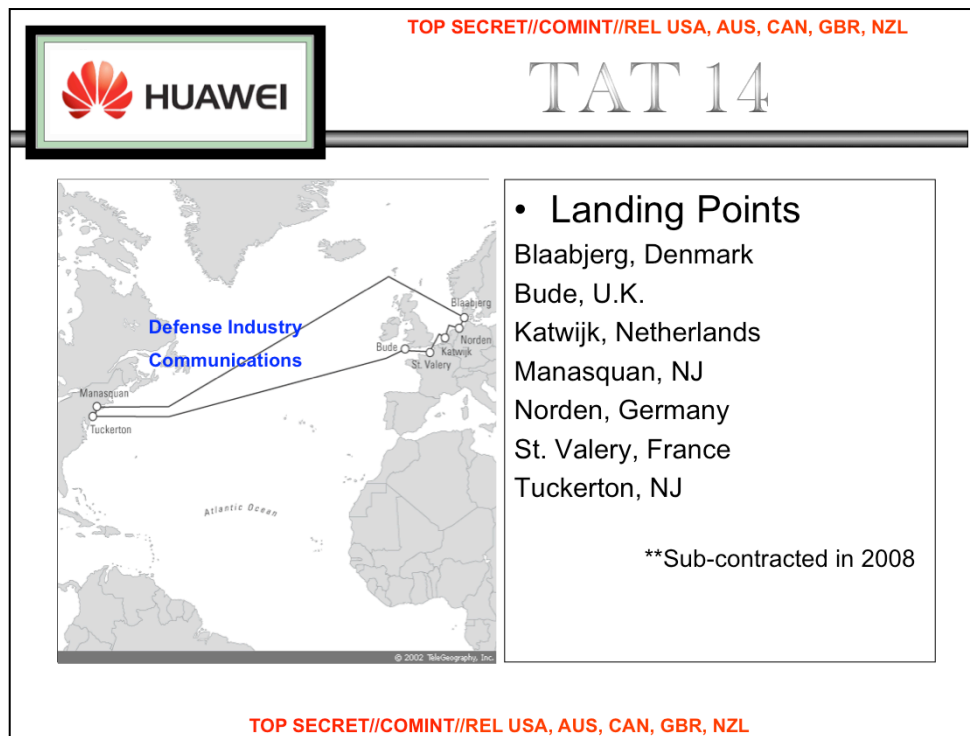 TOP SECRET//COMINT//REL USA, AUS, CAN, GBR, NZL
HUAWEI
TAT 14
Blaabjerg
Defense Industry
Communications
Norden
Bude
Katwijk
St. Valery
Manasquan
Tuckerton
Atlantic Ocean
© 2002 TeleGeography, Inc.
• Landing Points
Blaabjerg, Denmark
Bude, U.K.
Katwijk, Netherlands
Manasquan, NJ
Norden, Germany
St. Valery, France
Tuckerton, NJ
**Sub-contracted in 2008
TOP SECRET//COMINT//REL USA, AUS, CAN, GBR, NZL